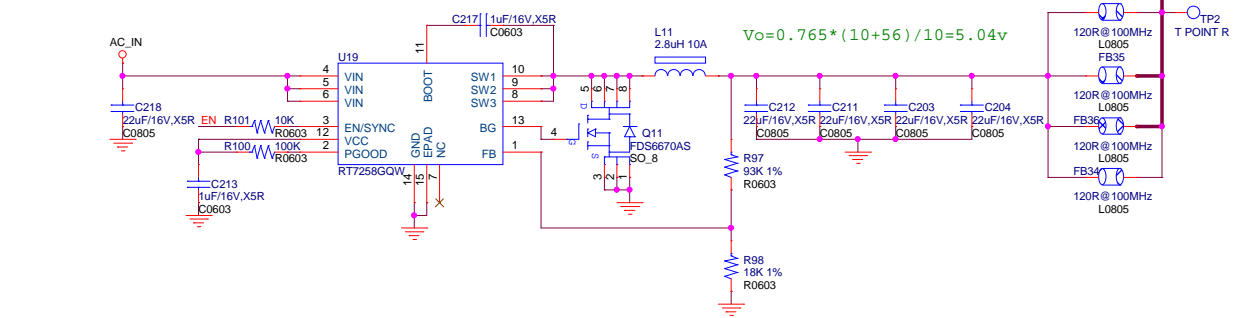 C217
1uF/16V,X5R
C0603
AC_IN
L11
2.8uH 10A
Vo=0.765*(10+56)/10=5.04v
TP2
T POINT R
120R@100MHz
L0805
FB35
U19
11
4
5
6
VIN
VIN
VIN
BOOT
SW1
SW2
SW3
10
9
8
5
6
7
8
D
C218
22uF/16V,X5R
C0805
EN
R101
10K
R0603
R100
100K
R0603
3
12
2
EN/SYNC
VCC
PGOOD
GND
EPAD
NC
BG
FB
13
1
4
G
S
Q11
FDS6670AS
SO_8
3
2
1
RT7258GQW
14
15
7
C213
1uF/16V,X5R
C0603
C212
22uF/16V,X5R
C0805
C211
22uF/16V,X5R
C0805
C203
22uF/16V,X5R
C0805
C204
22uF/16V,X5R
C0805
120R@100MHz
L0805
FB36
120R@100MHz
L0805
FB34
120R@100MHz
L0805
R97
93K 1%
R0603
R98
18K 1%
R0603